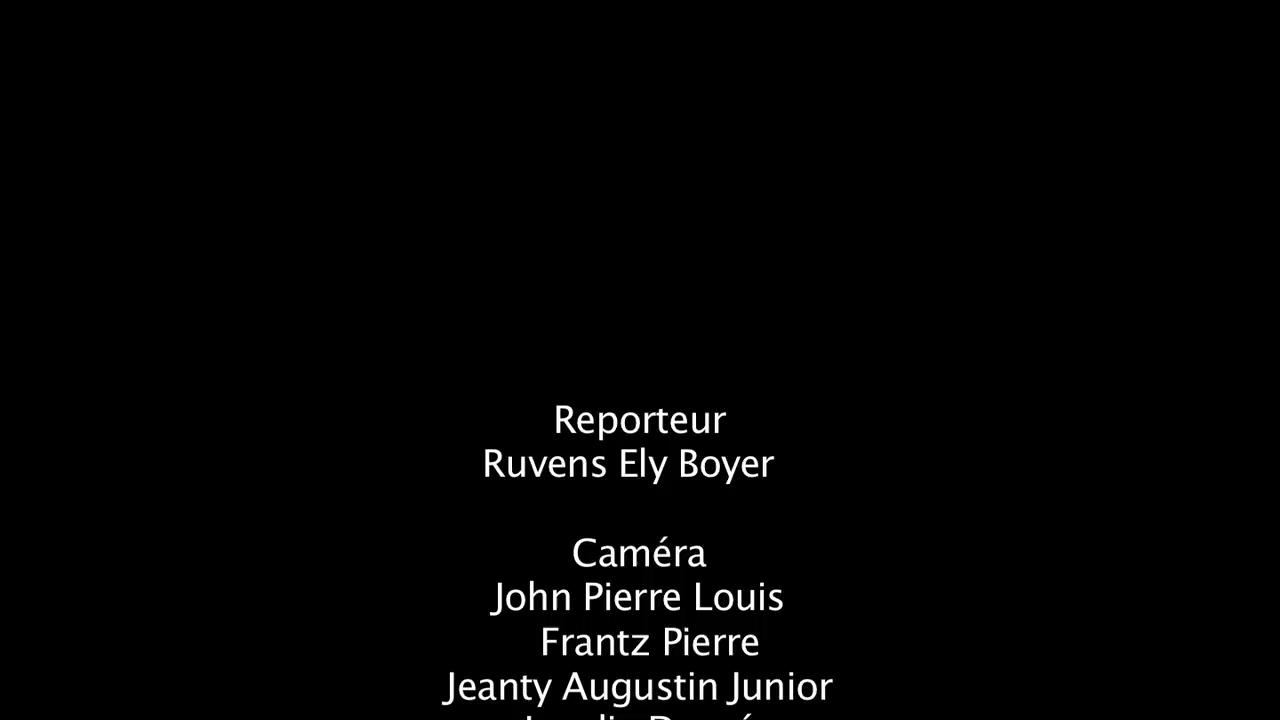 Reporteur
Ruvens Ely Boyer
Caméra
John Pierre Louis
Frantz Pierre
Jeanty Augustin Junior